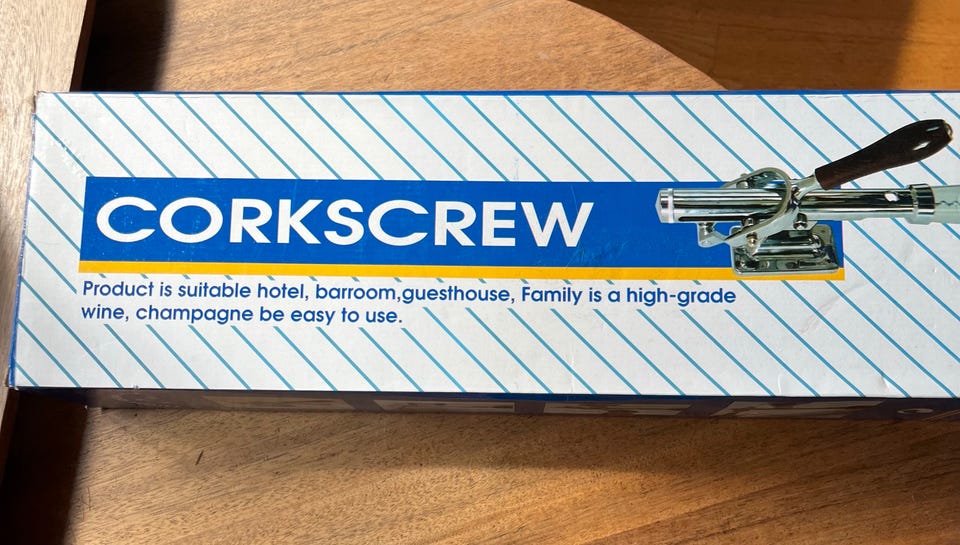 CORKSCREW
Product is suitable hotel, barroom,guesthouse, Family is a high-grade
wine, champagne be easy to use.